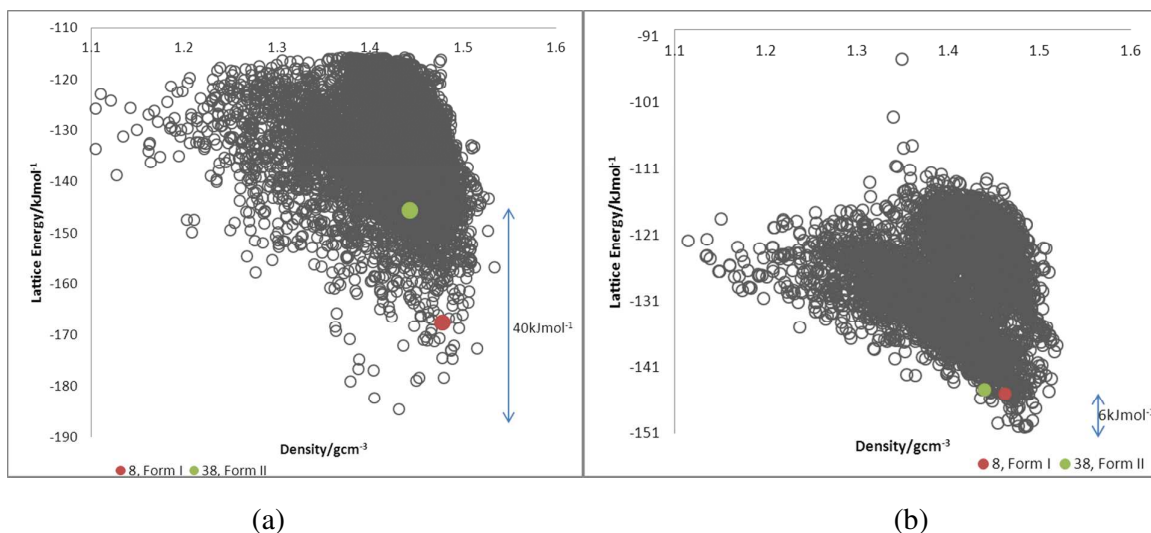 -110
1.1 1.2 1.3 1.4 1.5 1.6
-120
-130
-140
-150
-160
-170
-180
-190
Lattice Energy/kJmol⁻¹
40kJmol⁻¹
Density/gcm⁻³
8, Form I 38, Form II
(a)
-91
1.1 1.2 1.3 1.4 1.5 1.6
-101
-111
-121
-131
-141
-151
Lattice Energy/kJmol⁻¹
6kJmol⁻¹
Density/gcm⁻³
8, Form I 38, Form II
(b)